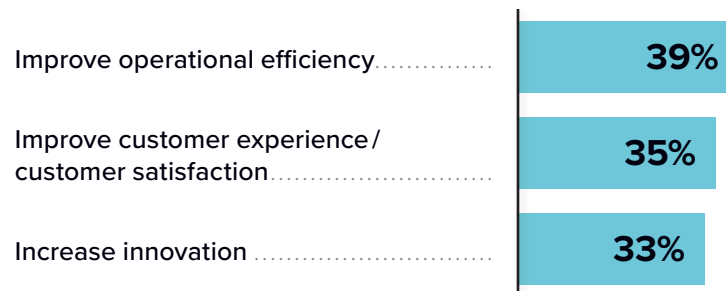 Improve operational efficiency
39%
Improve customer experience/
customer satisfaction
35%
Increase innovation
33%